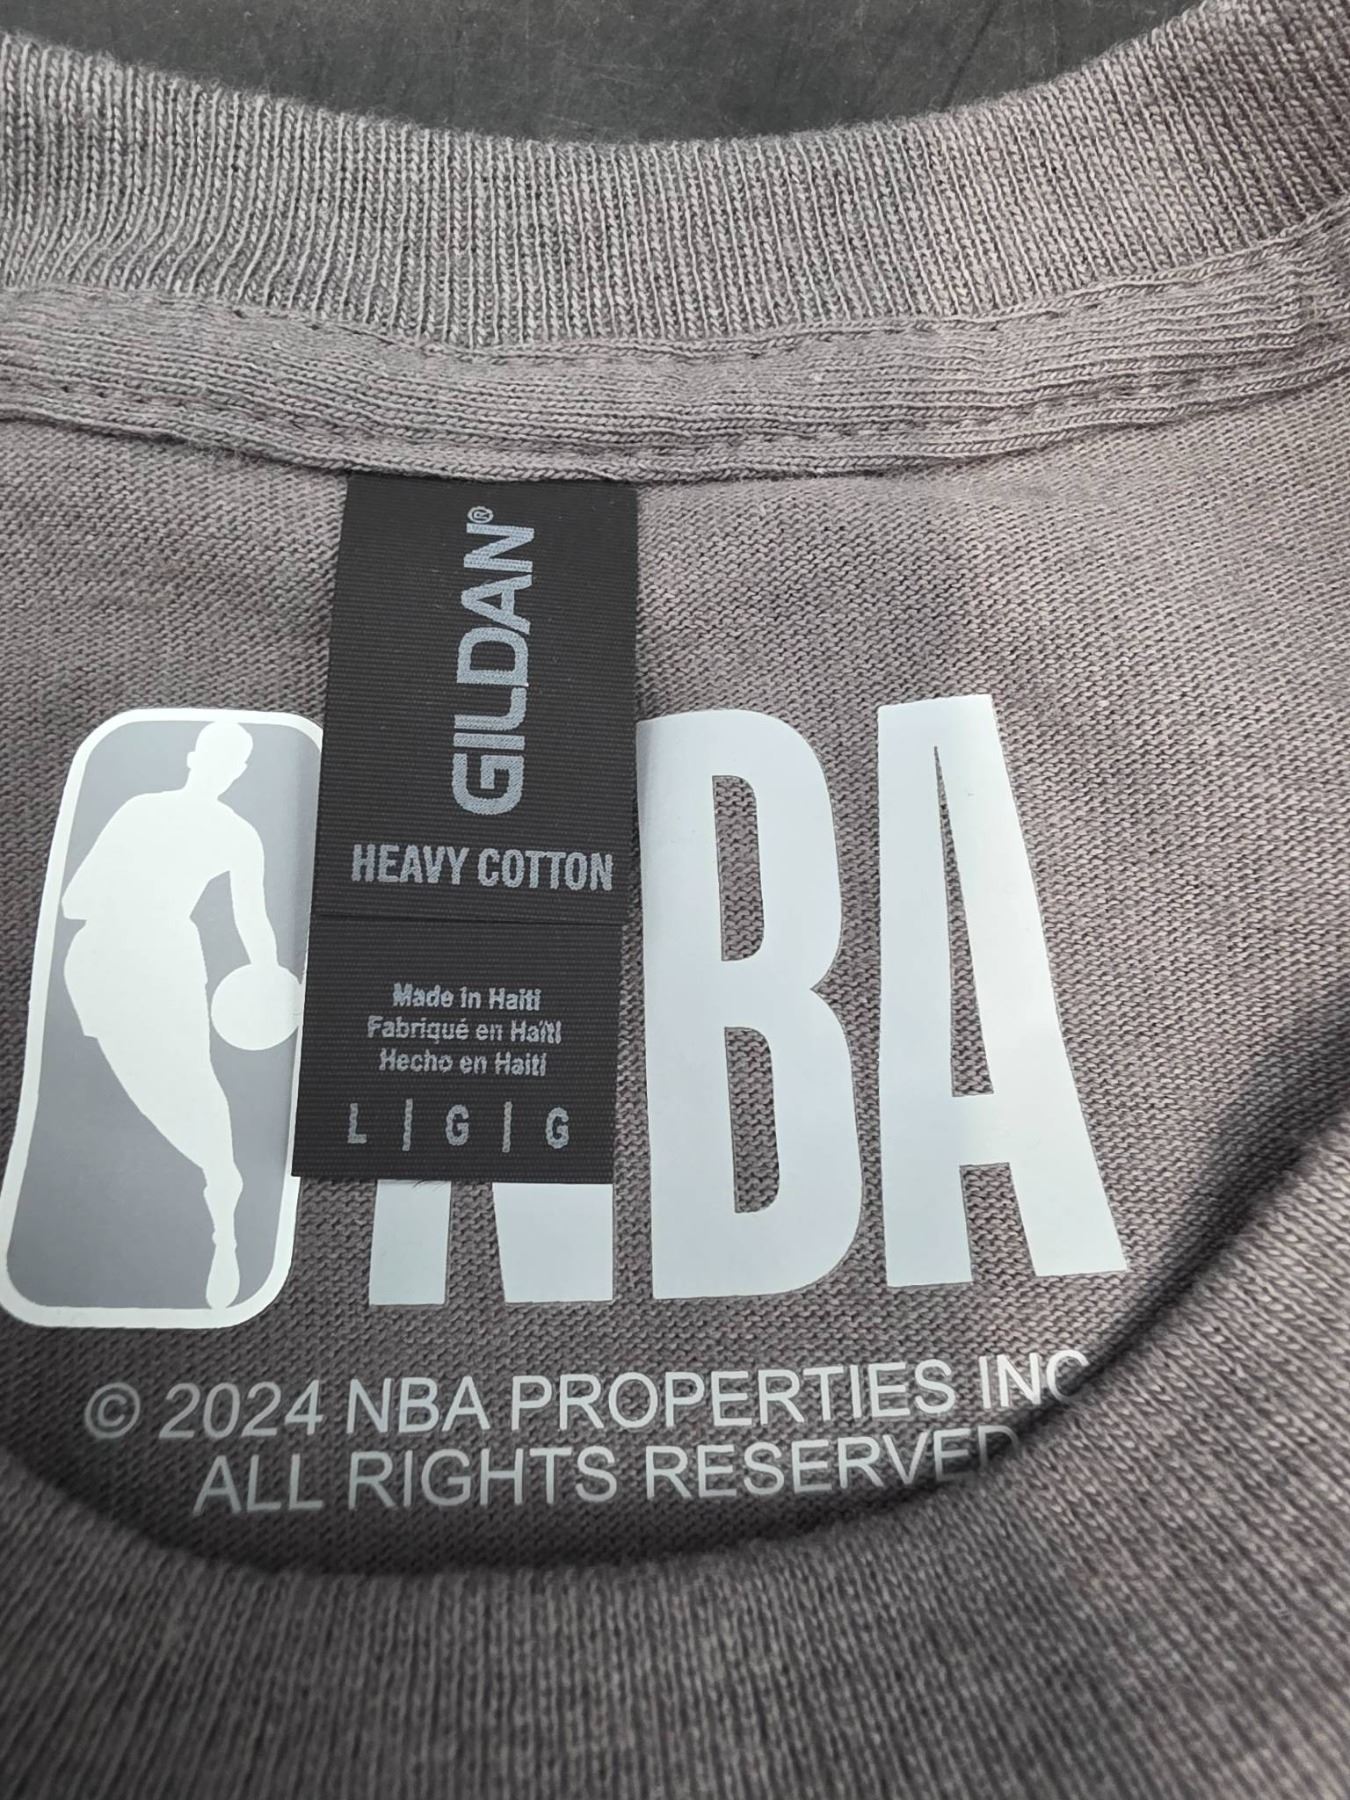 GILDAN®
HEAVY COTTON
Made in Haiti
Fabriqué en Haïti
Hecho en Haití
L | G | G
NBA
© 2024 NBA PROPERTIES INC
ALL RIGHTS RESERVED